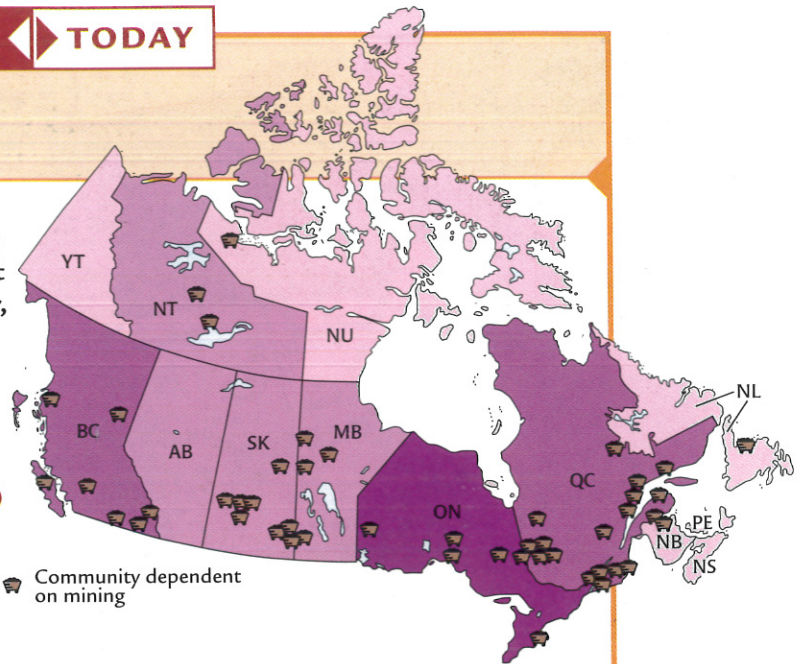 TODAY
YT
NT
NU
NL
BC
AB
SK
MB
QC
ON
PE
NB
NS
Community dependent
on mining